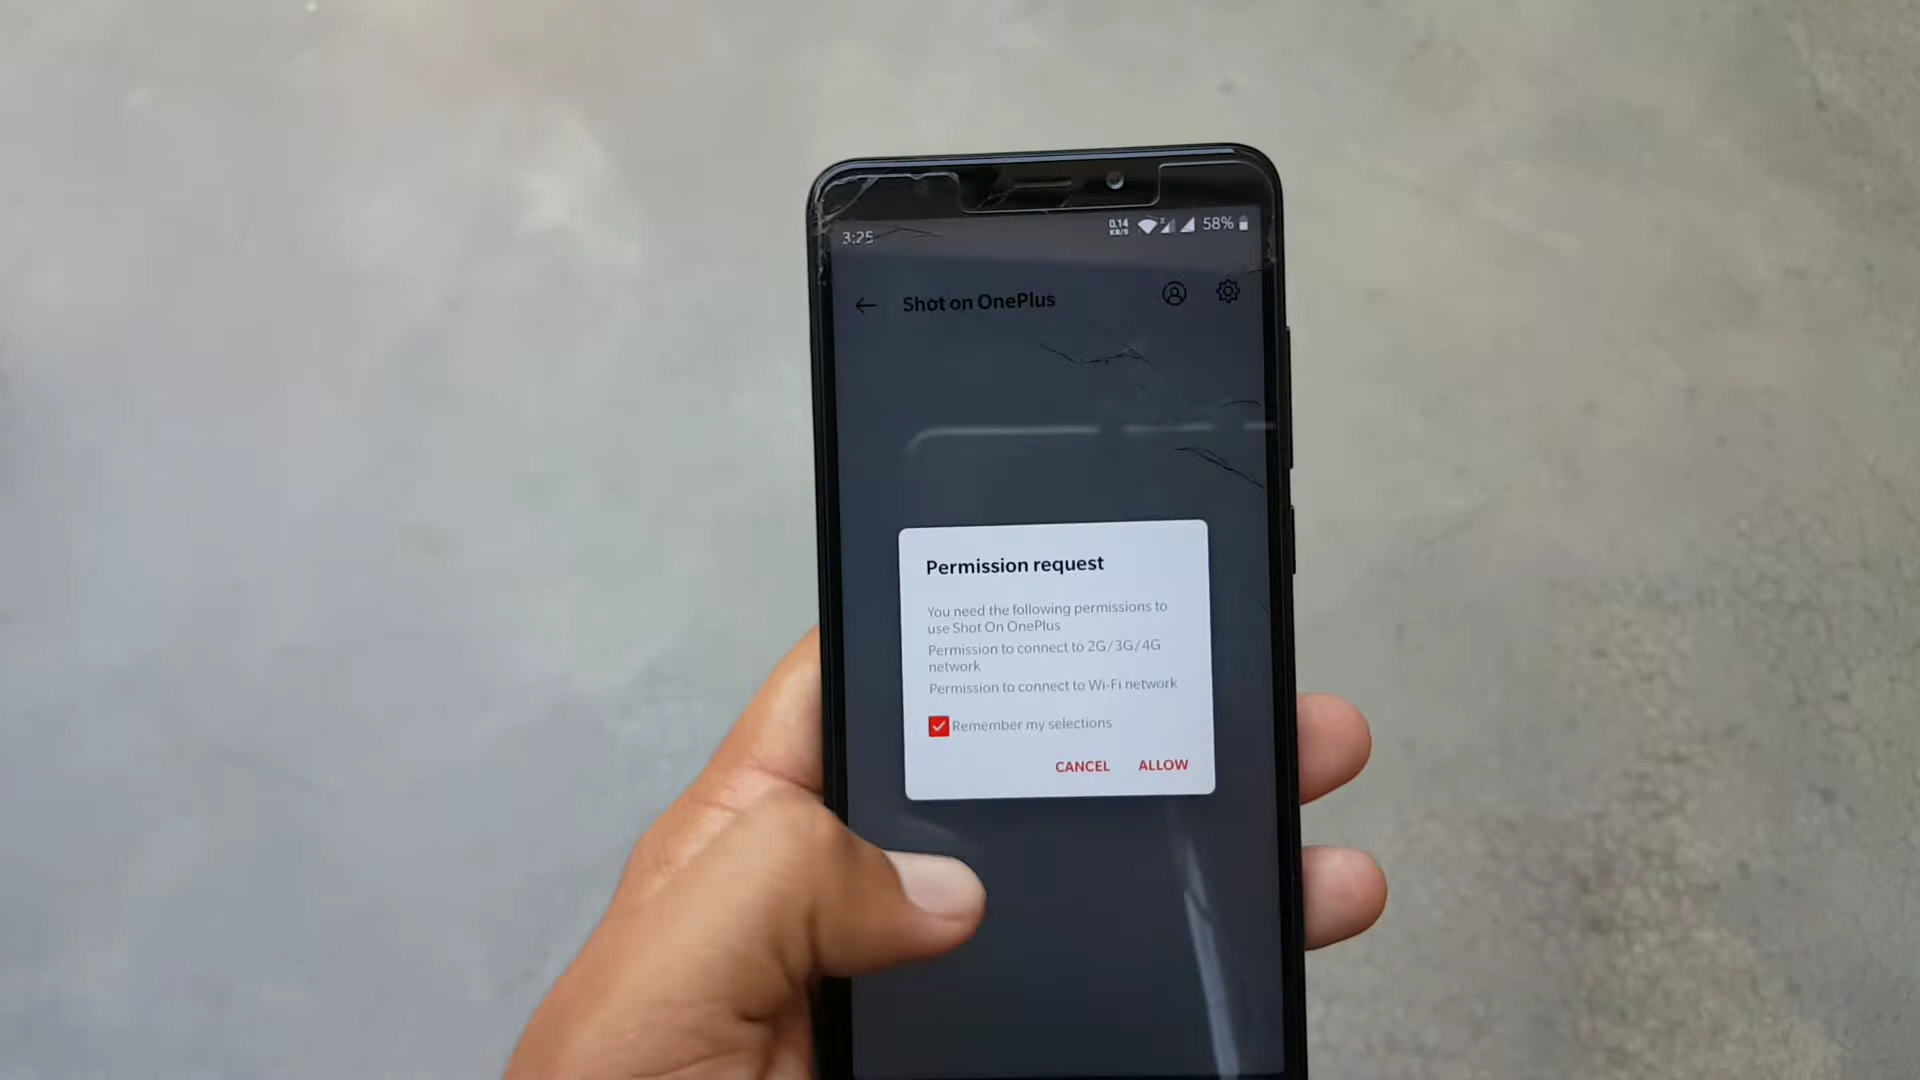 3:25
0.14
KB/S
58%
Shot on OnePlus
Permission request
You need the following permissions to
use Shot On OnePlus
Permission to connect to 2G/3G/4G
network
Permission to connect to Wi-Fi network
Remember my selections
CANCEL ALLOW